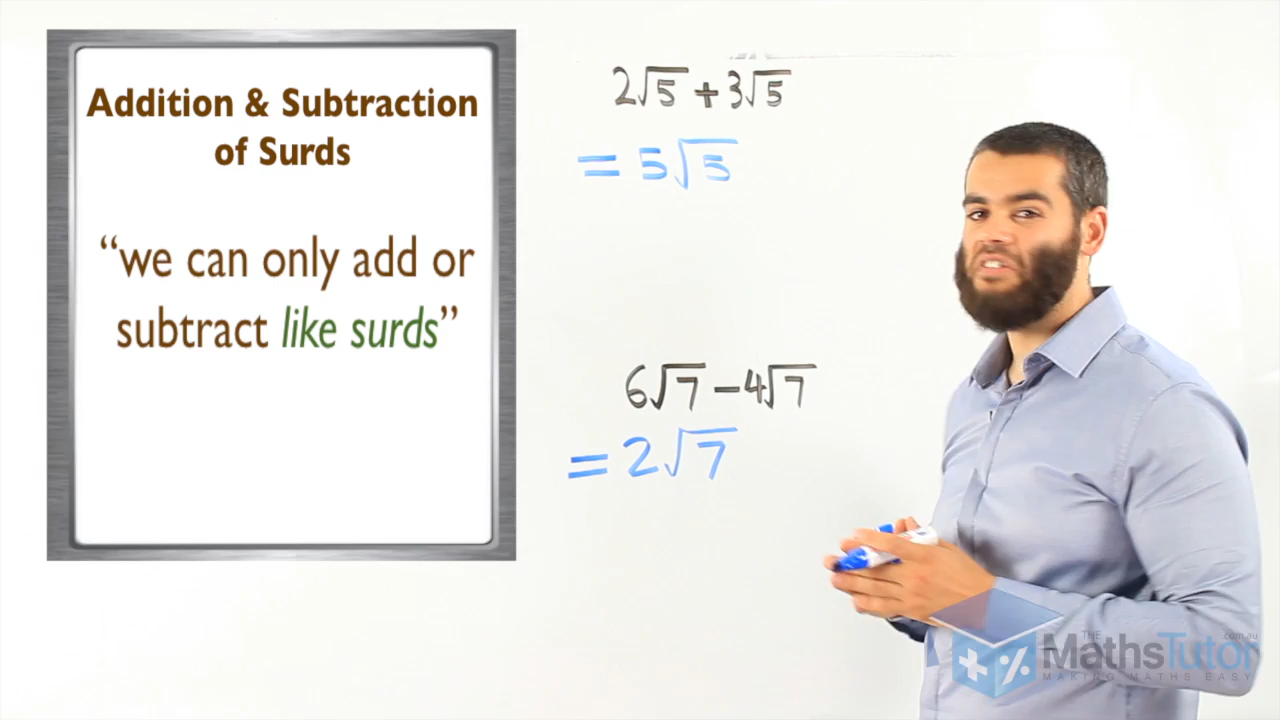 Addition & Subtraction
of Surds
“we can only add or
subtract like surds”
2√5 + 3√5
= 5√5
6√7 – 4√7
= 2√7
THE
MathsTutor
.com.au
MAKING MATHS EASY